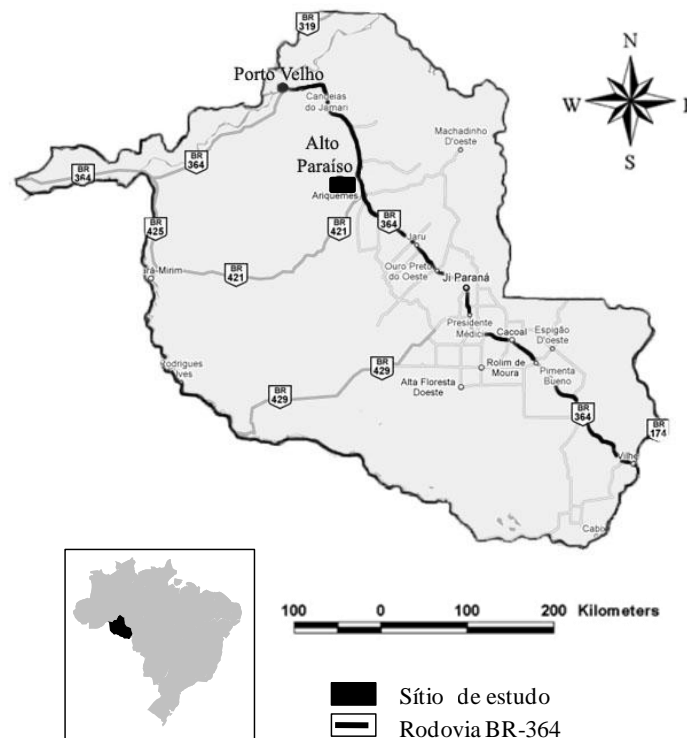 BR
319
N
W
E
S
Porto Velho
Candeias
do Jamari
Machadinho
D'oeste
Alto
Paraíso
BR
364
BR
364
Ariquemes
BR
425
BR
421
BR
364
Jaru
Ouro Preto
do Oeste
BR
421
Ji Paraná
Presidente
Médici
Cacoal
Espigão
D'oeste
BR
429
Rolim de
Moura
Pimenta
Bueno
Alta Floresta
Doeste
BR
429
BR
364
BR
174
100 0 100 200 Kilometers
Sítio de estudo
Rodovia BR-364